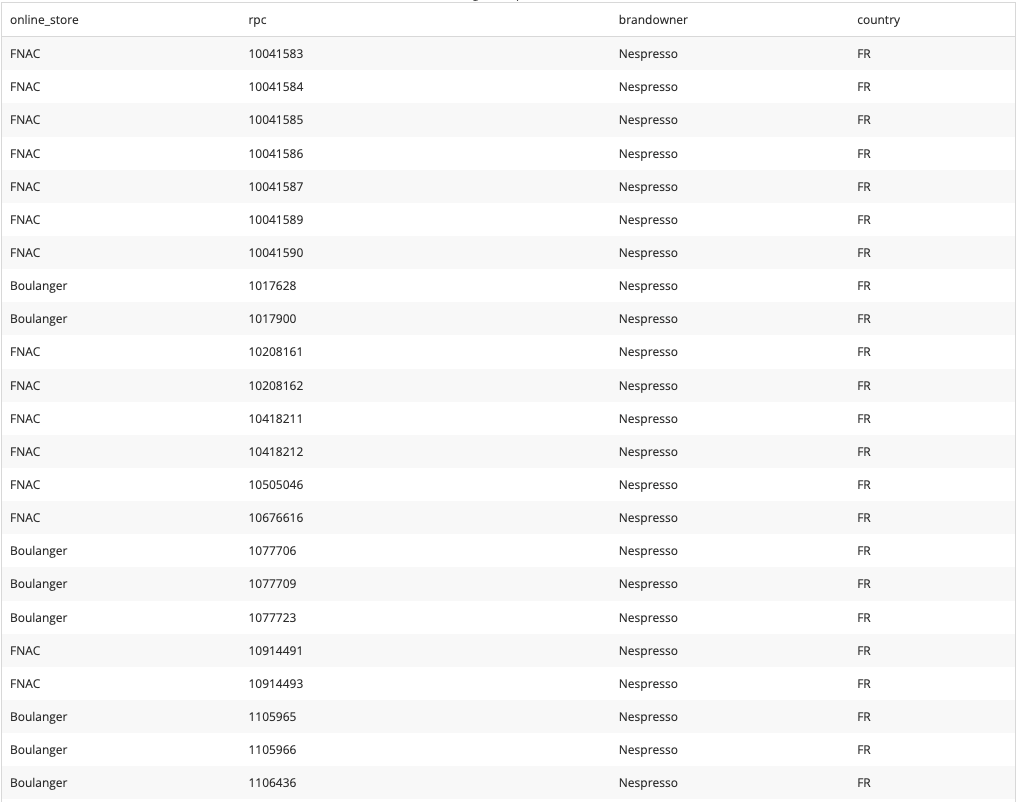 online_store rpc brandowner country
FNAC 10041583 Nespresso FR
FNAC 10041584 Nespresso FR
FNAC 10041585 Nespresso FR
FNAC 10041586 Nespresso FR
FNAC 10041587 Nespresso FR
FNAC 10041589 Nespresso FR
FNAC 10041590 Nespresso FR
Boulanger 1017628 Nespresso FR
Boulanger 1017900 Nespresso FR
FNAC 10208161 Nespresso FR
FNAC 10208162 Nespresso FR
FNAC 10418211 Nespresso FR
FNAC 10418212 Nespresso FR
FNAC 10505046 Nespresso FR
FNAC 10676616 Nespresso FR
Boulanger 1077706 Nespresso FR
Boulanger 1077709 Nespresso FR
Boulanger 1077723 Nespresso FR
FNAC 10914491 Nespresso FR
FNAC 10914493 Nespresso FR
Boulanger 1105965 Nespresso FR
Boulanger 1105966 Nespresso FR
Boulanger 1106436 Nespresso FR